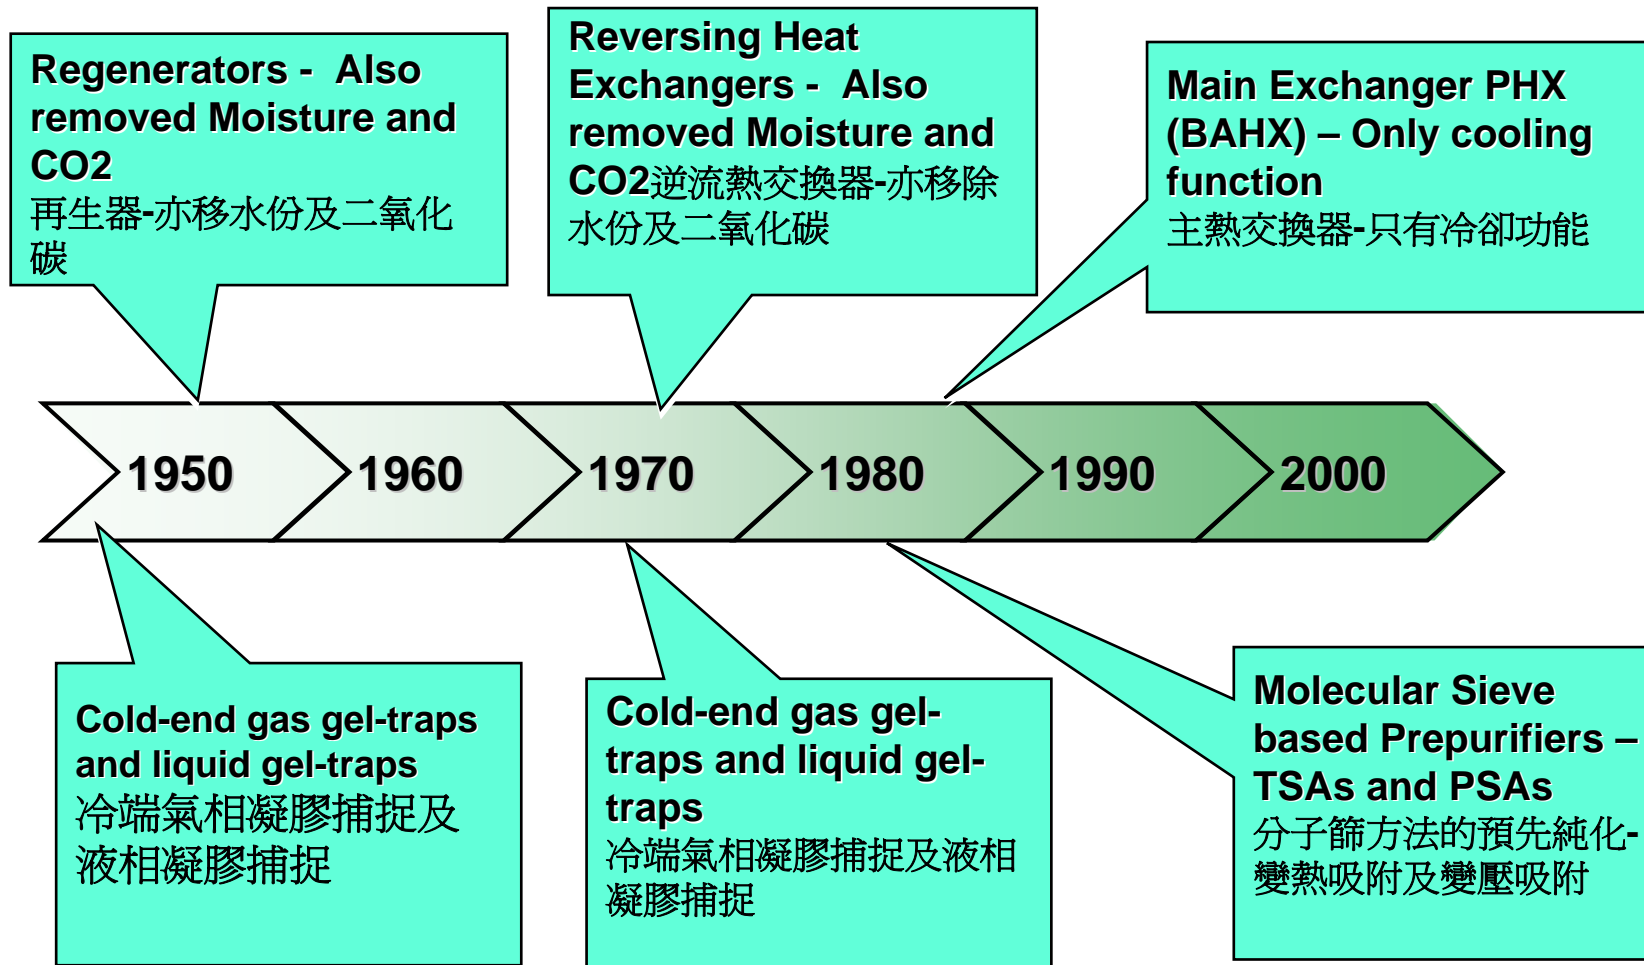 Regenerators - Also
removed Moisture and
CO2
再生器-亦移水份及二氧化
碳
Reversing Heat
Exchangers - Also
removed Moisture and
CO2逆流熱交換器-亦移除
水份及二氧化碳
Main Exchanger PHX
(BAHX) – Only cooling
function
主熱交換器-只有冷卻功能
1950
1960
1970
1980
1990
2000
Cold-end gas gel-traps
and liquid gel-traps
冷端氣相凝膠捕捉及
液相凝膠捕捉
Cold-end gas gel-
traps and liquid gel-
traps
冷端氣相凝膠捕捉及液相
凝膠捕捉
Molecular Sieve
based Prepurifiers –
TSAs and PSAs
分子篩方法的預先純化-
變熱吸附及變壓吸附